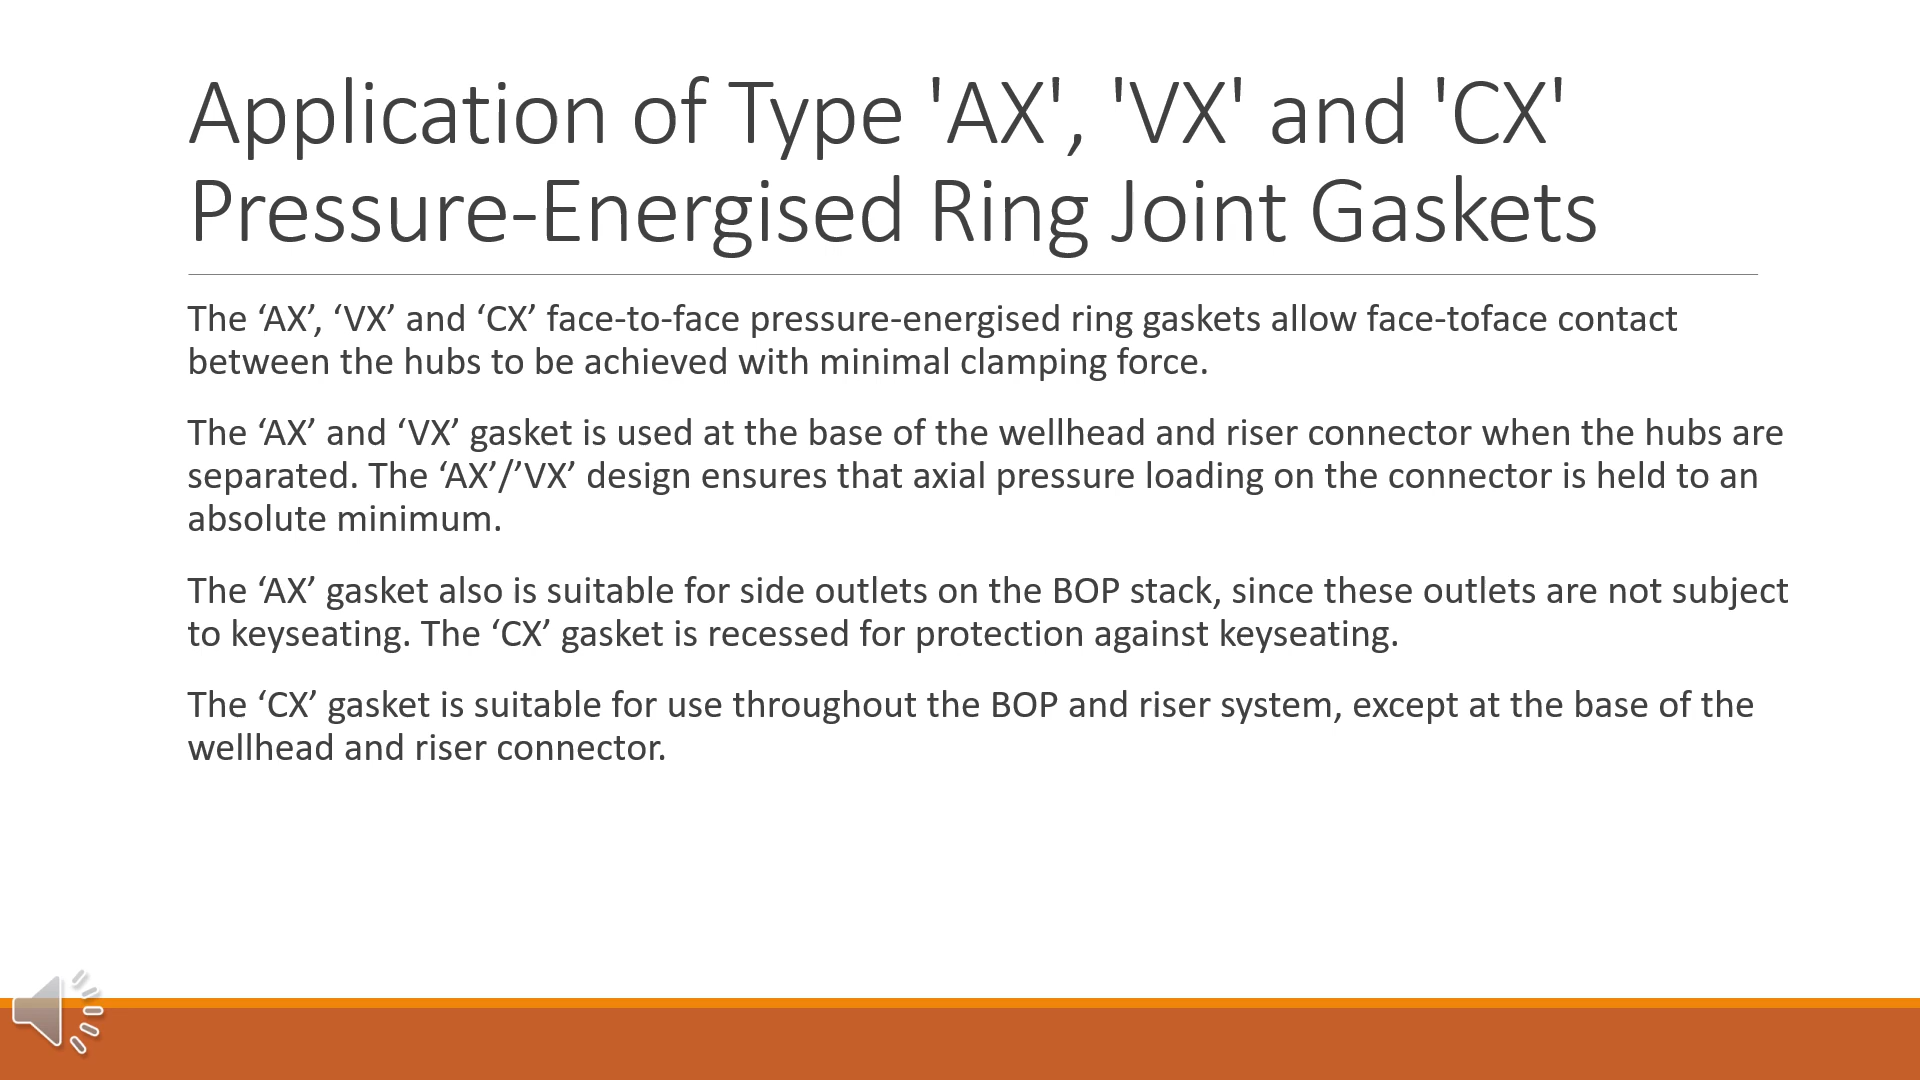 Application of Type 'AX', 'VX' and 'CX'
Pressure-Energised Ring Joint Gaskets
The ‘AX’, ‘VX’ and ‘CX’ face-to-face pressure-energised ring gaskets allow face-toface contact
between the hubs to be achieved with minimal clamping force.
The ‘AX’ and ‘VX’ gasket is used at the base of the wellhead and riser connector when the hubs are
separated. The ‘AX’/’VX’ design ensures that axial pressure loading on the connector is held to an
absolute minimum.
The ‘AX’ gasket also is suitable for side outlets on the BOP stack, since these outlets are not subject
to keyseating. The ‘CX’ gasket is recessed for protection against keyseating.
The ‘CX’ gasket is suitable for use throughout the BOP and riser system, except at the base of the
wellhead and riser connector.